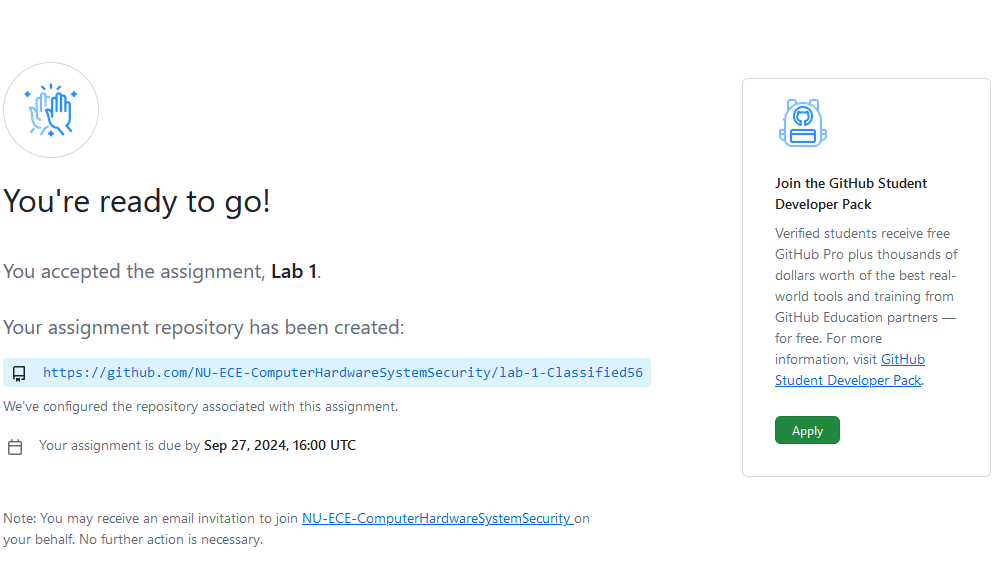 You're ready to go!
You accepted the assignment, Lab 1.
Your assignment repository has been created:
https://github.com/NU-ECE-ComputerHardwareSystemSecurity/lab-1-Classified56
We've configured the repository associated with this assignment.
Your assignment is due by Sep 27, 2024, 16:00 UTC
Note: You may receive an email invitation to join NU-ECE-ComputerHardwareSystemSecurity on
your behalf. No further action is necessary.
Join the GitHub Student
Developer Pack
Verified students receive free
GitHub Pro plus thousands of
dollars worth of the best real-
world tools and training from
GitHub Education partners —
for free. For more
information, visit GitHub
Student Developer Pack.
Apply